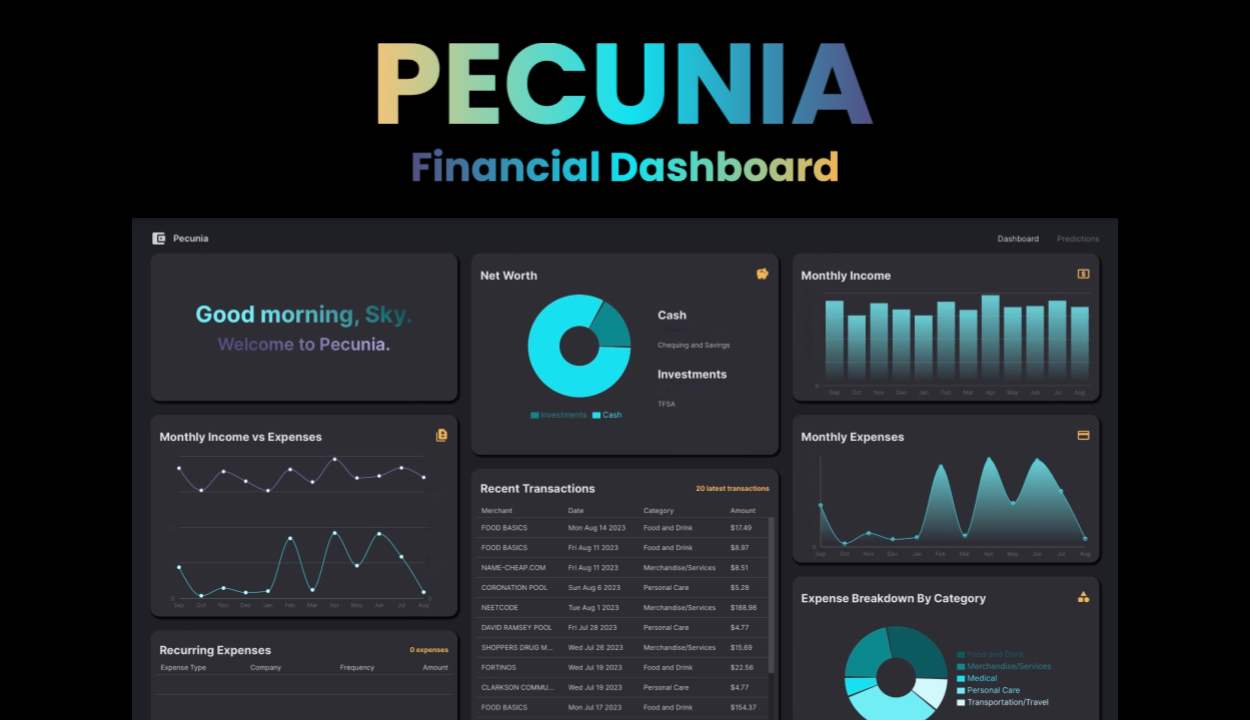 PECUNIA
Financial Dashboard
Pecunia
Dashboard Predictions
Good morning, Sky.
Welcome to Pecunia.
Net Worth
Cash
Chequing and Savings
Investments
TFSA
Investments Cash
Monthly Income
0
Sep Oct Nov Dec Jan Feb Mar Apr May Jun Jul Aug
Monthly Income vs Expenses
0
Sep Oct Nov Dec Jan Feb Mar Apr May Jun Jul Aug
Recent Transactions 20 latest transactions
Merchant Date Category Amount
FOOD BASICS Mon Aug 14 2023 Food and Drink $17.49
FOOD BASICS Fri Aug 11 2023 Food and Drink $8.97
NAME-CHEAP.COM Fri Aug 11 2023 Merchandise/Services $8.51
CORONATION POOL Sun Aug 6 2023 Personal Care $5.28
NEETCODE Tue Aug 1 2023 Merchandise/Services $188.98
DAVID RAMSEY POOL Fri Jul 28 2023 Personal Care $4.77
SHOPPERS DRUG M... Wed Jul 26 2023 Merchandise/Services $15.69
FORTINOS Wed Jul 19 2023 Food and Drink $22.56
CLARKSON COMMU... Wed Jul 19 2023 Personal Care $4.77
FOOD BASICS Mon Jul 17 2023 Food and Drink $154.37
Monthly Expenses
0
Sep Oct Nov Dec Jan Feb Mar Apr May Jun Jul Aug
Expense Breakdown By Category
Food and Drink
Merchandise/Services
Medical
Personal Care
Transportation/Travel
Recurring Expenses 0 expenses
Expense Type Company Frequency Amount